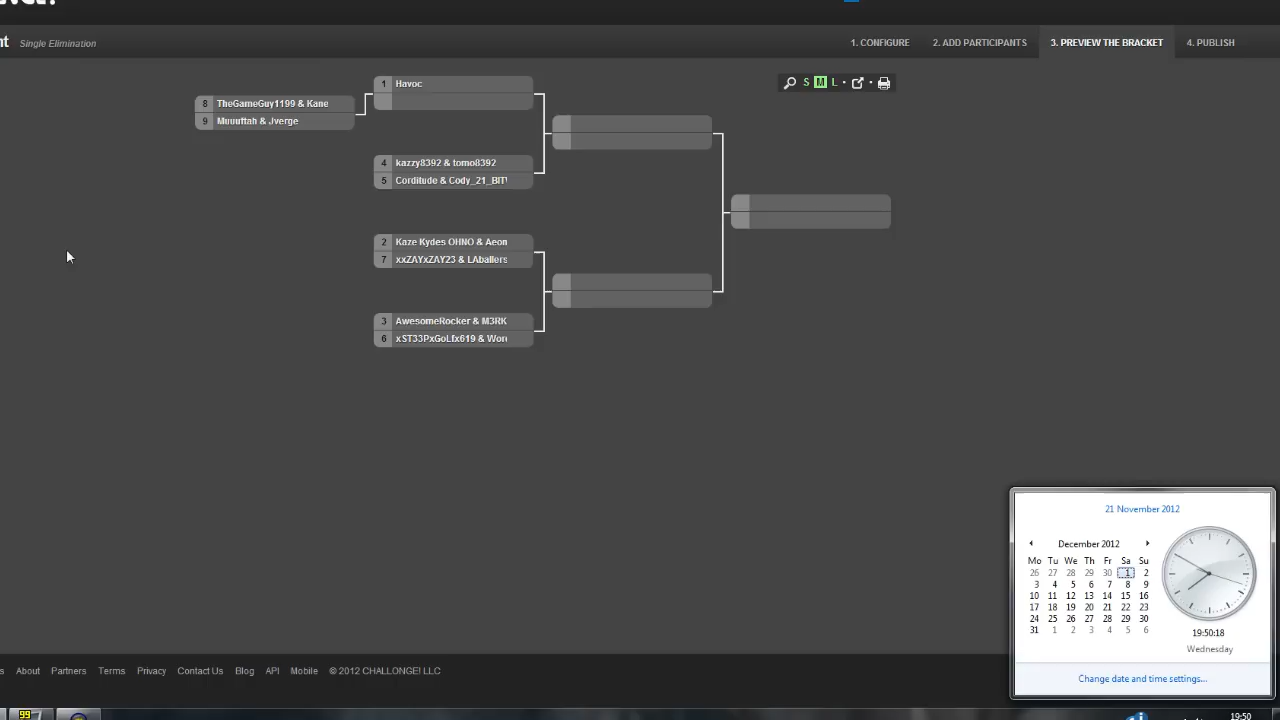 nt Single Elimination
1. CONFIGURE 2. ADD PARTICIPANTS 3. PREVIEW THE BRACKET 4. PUBLISH
S M L
1 Havoc
8 TheGameGuy1199 & Kane
9 Muuuffah & Jverge
4 kazzy8392 & tomo8392
5 Corditude & Cody_21_BIT
2 Kaze Kydes OHNO & Aeon
7 xxZAYxZAY23 & LAballers
3 AwesomeRocker & M3RK
6 xST33PxGoLfx619 & Wor
21 November 2012
December 2012
Mo Tu We Th Fr Sa Su
26 27 28 29 30 1 2
3 4 5 6 7 8 9
10 11 12 13 14 15 16
17 18 19 20 21 22 23
24 25 26 27 28 29 30
31 1 2 3 4 5 6
19:50:18
Wednesday
Change date and time settings...
s About Partners Terms Privacy Contact Us Blog API Mobile © 2012 CHALLONGE! LLC
99
19:50